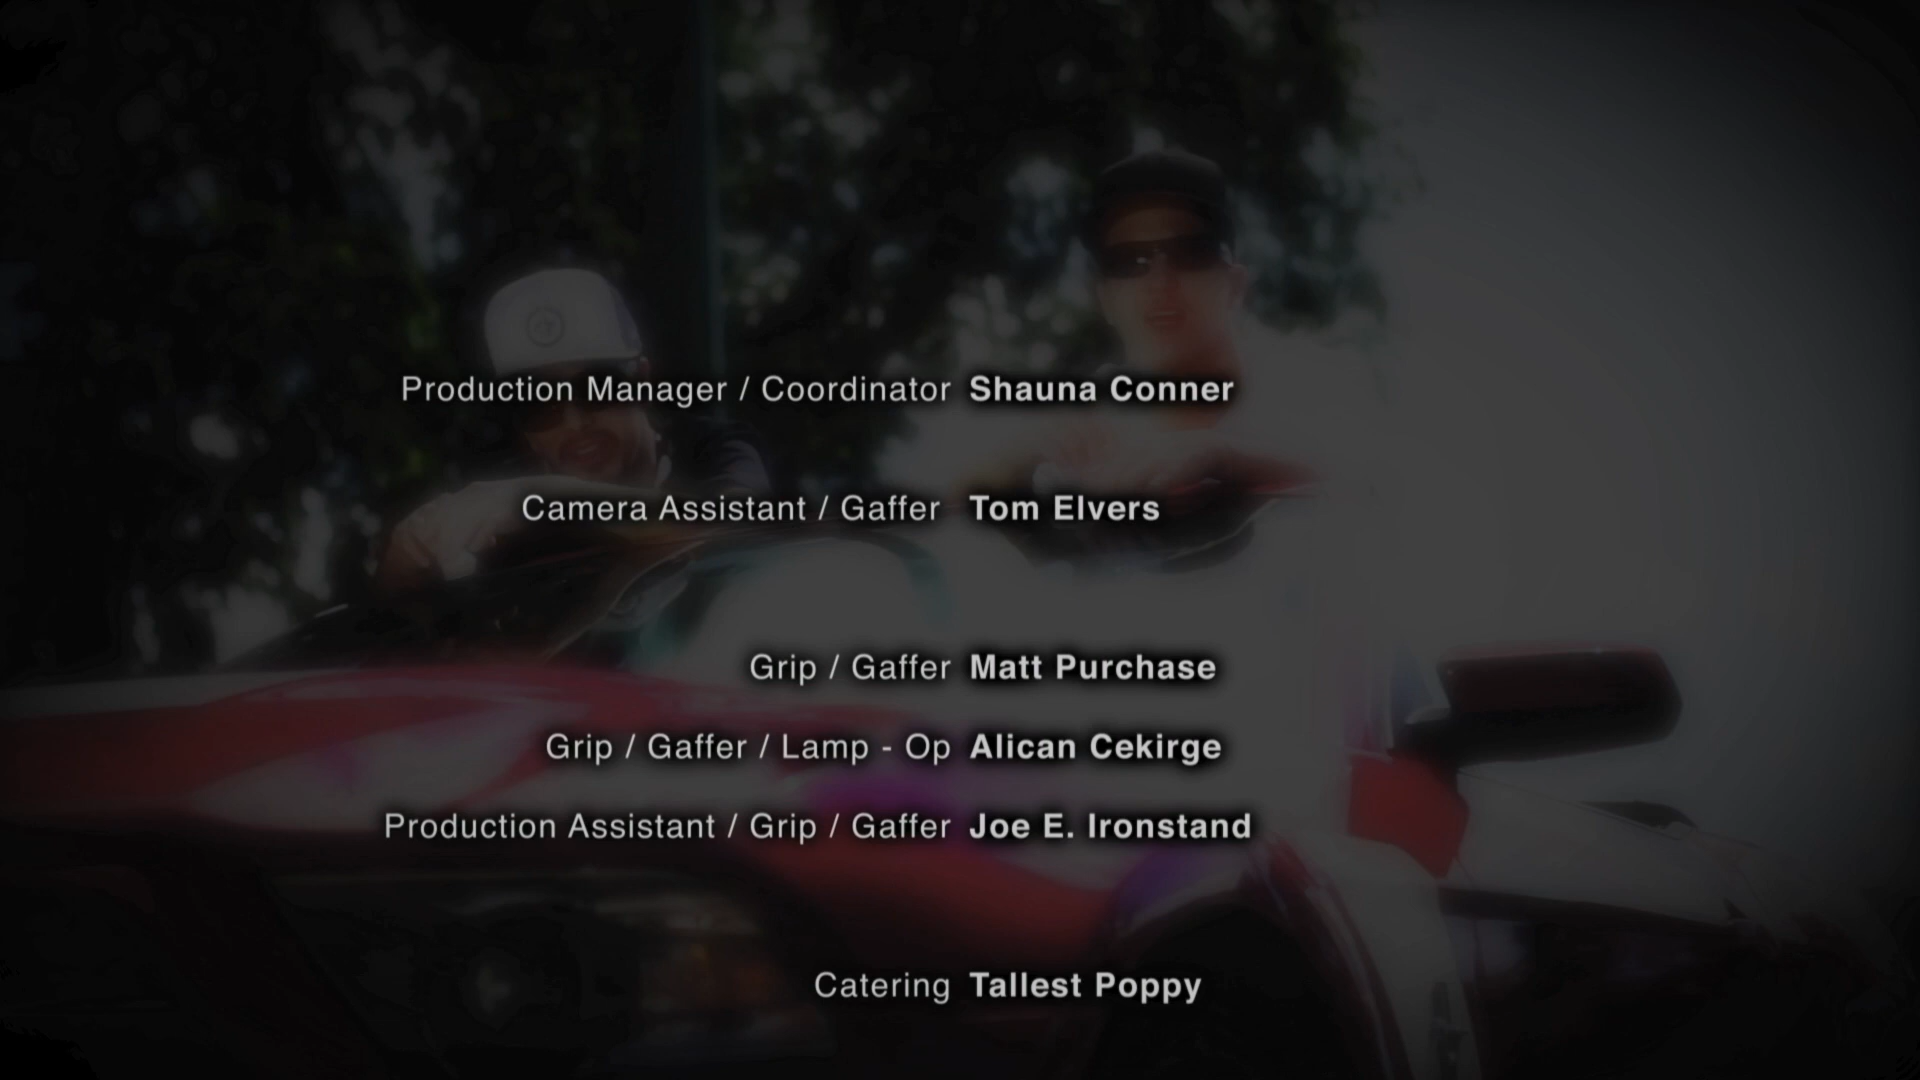 Production Manager / Coordinator Shauna Conner
Camera Assistant / Gaffer Tom Elvers
Grip / Gaffer Matt Purchase
Grip / Gaffer / Lamp - Op Alican Cekirge
Production Assistant / Grip / Gaffer Joe E. Ironstand
Catering Tallest Poppy